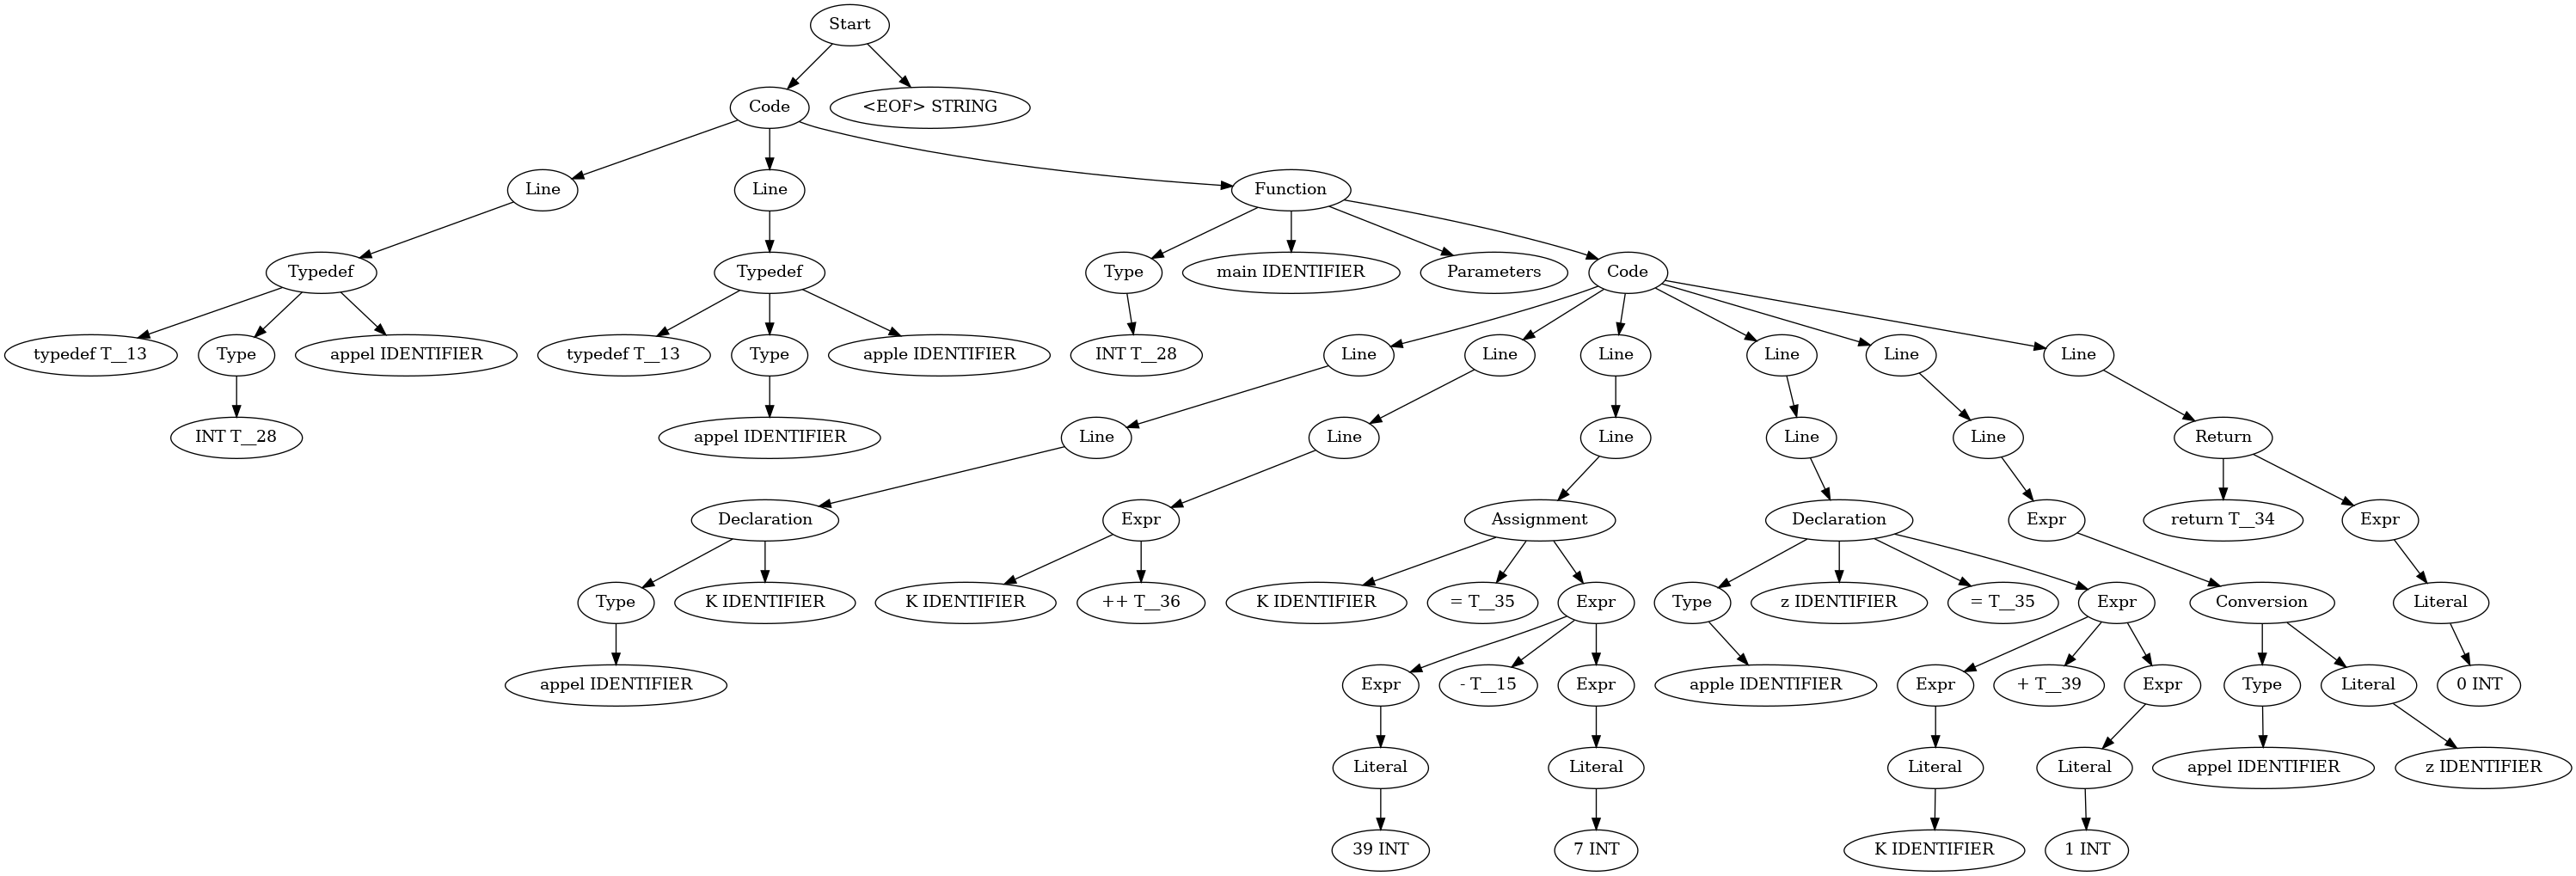 Start
Code
<EOF> STRING
Line
Line
Function
Typedef
Typedef
Type
main IDENTIFIER
Parameters
Code
typedef T__13
Type
appel IDENTIFIER
typedef T__13
Type
apple IDENTIFIER
INT T__28
Line
Line
Line
Line
Line
Line
INT T__28
appel IDENTIFIER
Line
Line
Line
Line
Line
Return
Declaration
Expr
Assignment
Declaration
Expr
return T__34
Expr
Type
K IDENTIFIER
K IDENTIFIER
++ T__36
K IDENTIFIER
= T__35
Expr
Type
z IDENTIFIER
= T__35
Expr
Conversion
Literal
appel IDENTIFIER
Expr
- T__15
Expr
apple IDENTIFIER
Expr
+ T__39
Expr
Type
Literal
0 INT
Literal
Literal
Literal
Literal
appel IDENTIFIER
z IDENTIFIER
39 INT
7 INT
K IDENTIFIER
1 INT